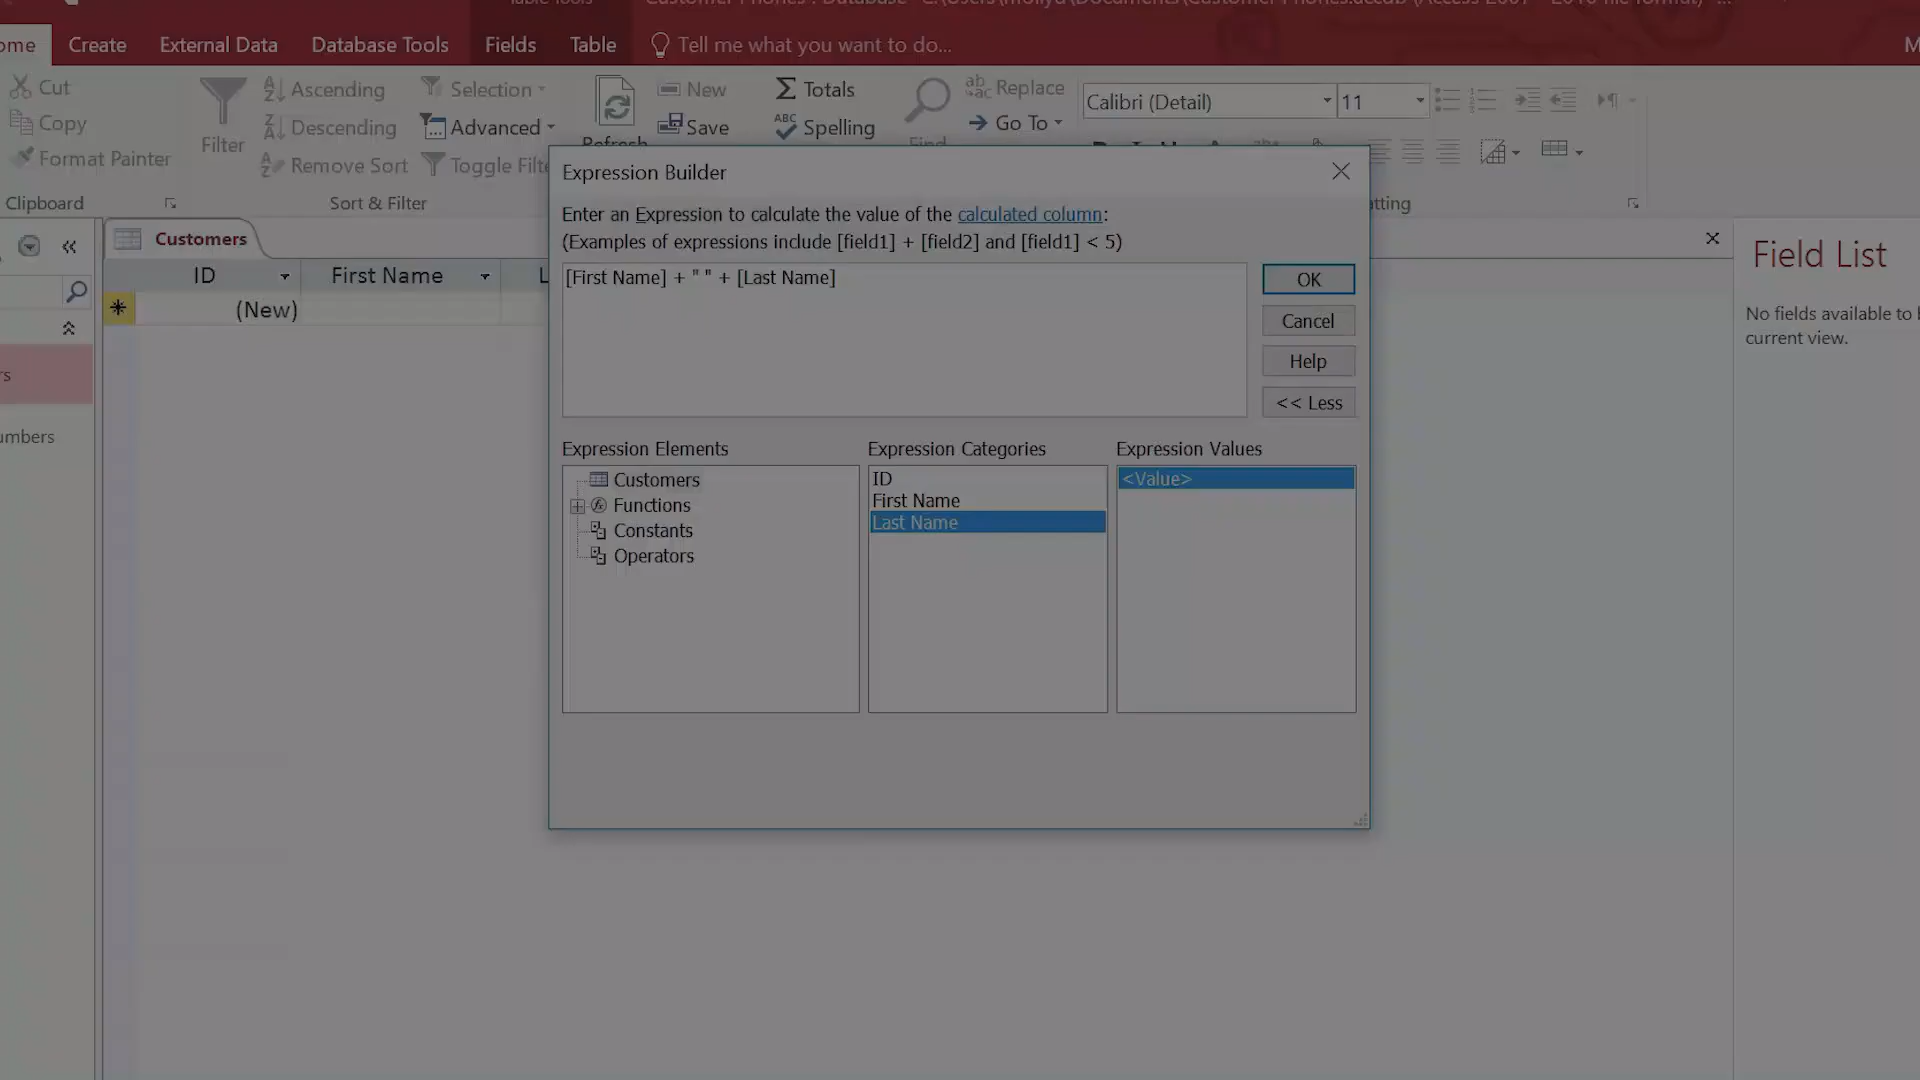 Create External Data Database Tools Fields Table Tell me what you want to do...
Cut
Copy
Format Painter
Clipboard
Filter
Ascending
Descending
Remove Sort
Sort & Filter
Selection
Advanced
New
Save
Totals
Spelling
Replace
Go To
Calibri (Detail) 11
Customers
ID First Name
(New)
Expression Builder
Enter an Expression to calculate the value of the calculated column:
(Examples of expressions include [field1] + [field2] and [field1] < 5)
[First Name] + " " + [Last Name]
OK
Cancel
Help
<< Less
Expression Elements
Customers
Functions
Constants
Operators
Expression Categories
ID
First Name
Last Name
Expression Values
<Value>
Field List
No fields available to
current view.